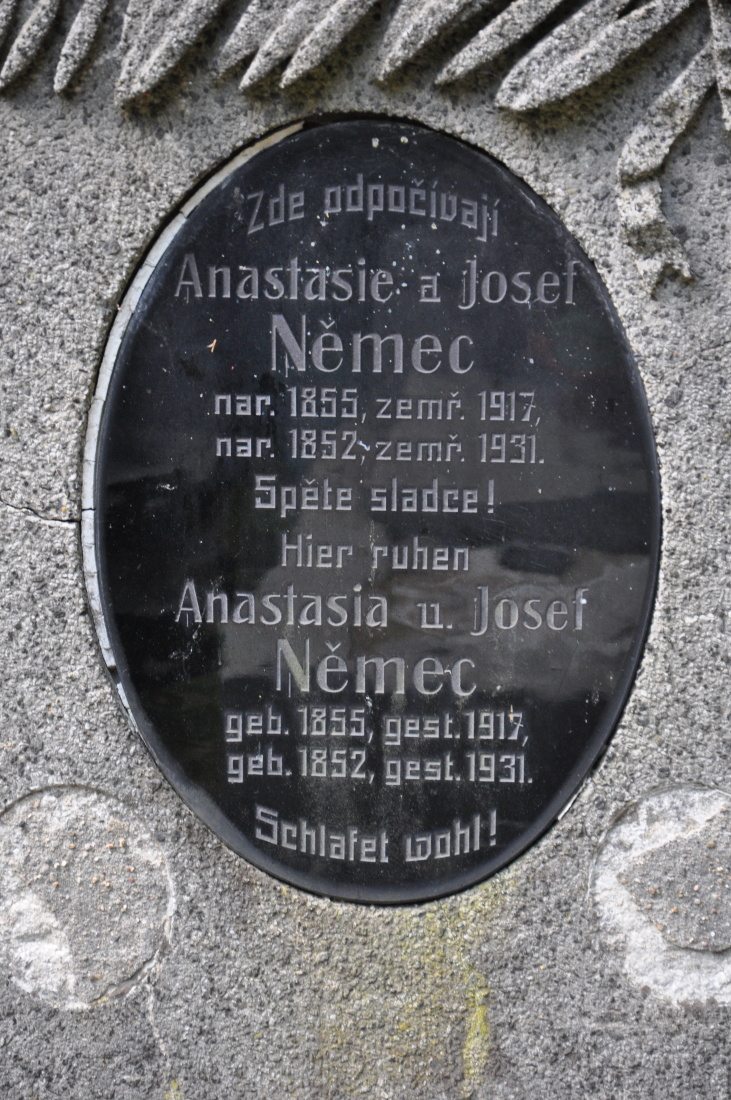 Zde odpočívají
Anastasie a Josef
Němec
nar. 1855, zemř. 1917,
nar. 1852, zemř. 1931.
Spěte sladce!
Hier ruhen
Anastasia u. Josef
Němec
geb. 1855, gest. 1917,
geb. 1852, gest. 1931.
Schlafet wohl!